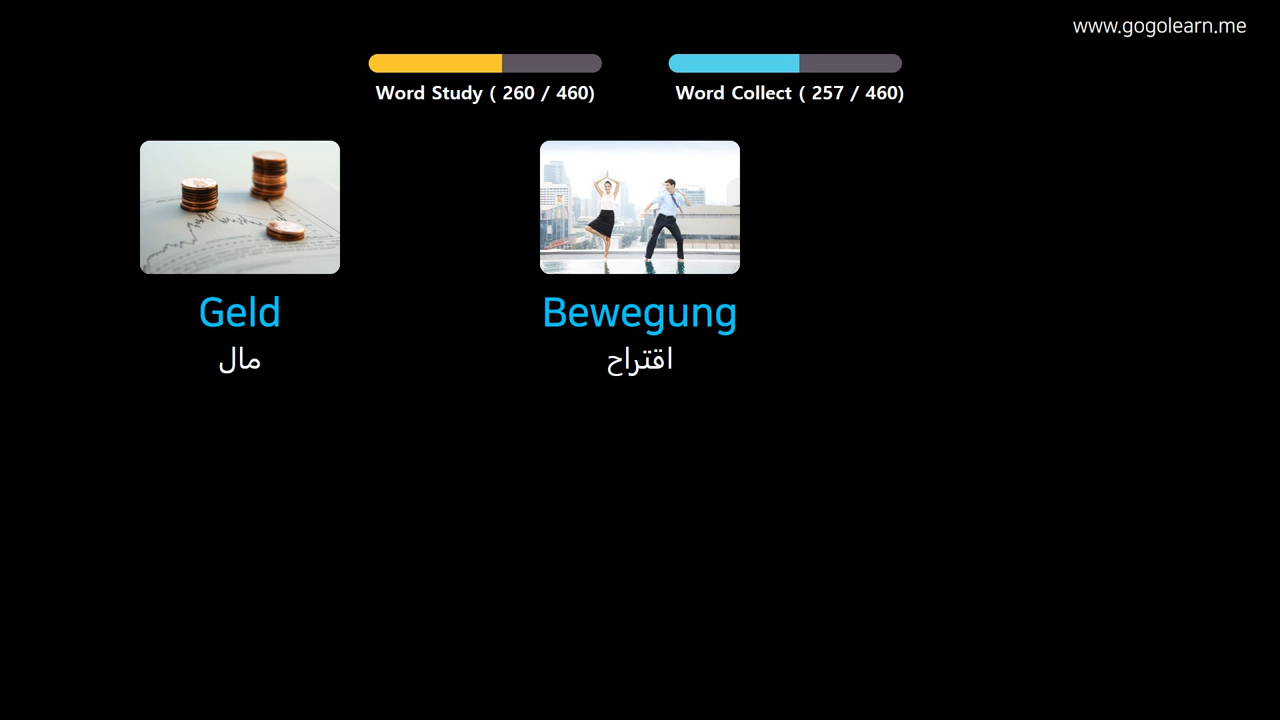 www.gogolearn.me
Word Study ( 260 / 460)
Word Collect ( 257 / 460)
Geld
مال
Bewegung
اقتراح